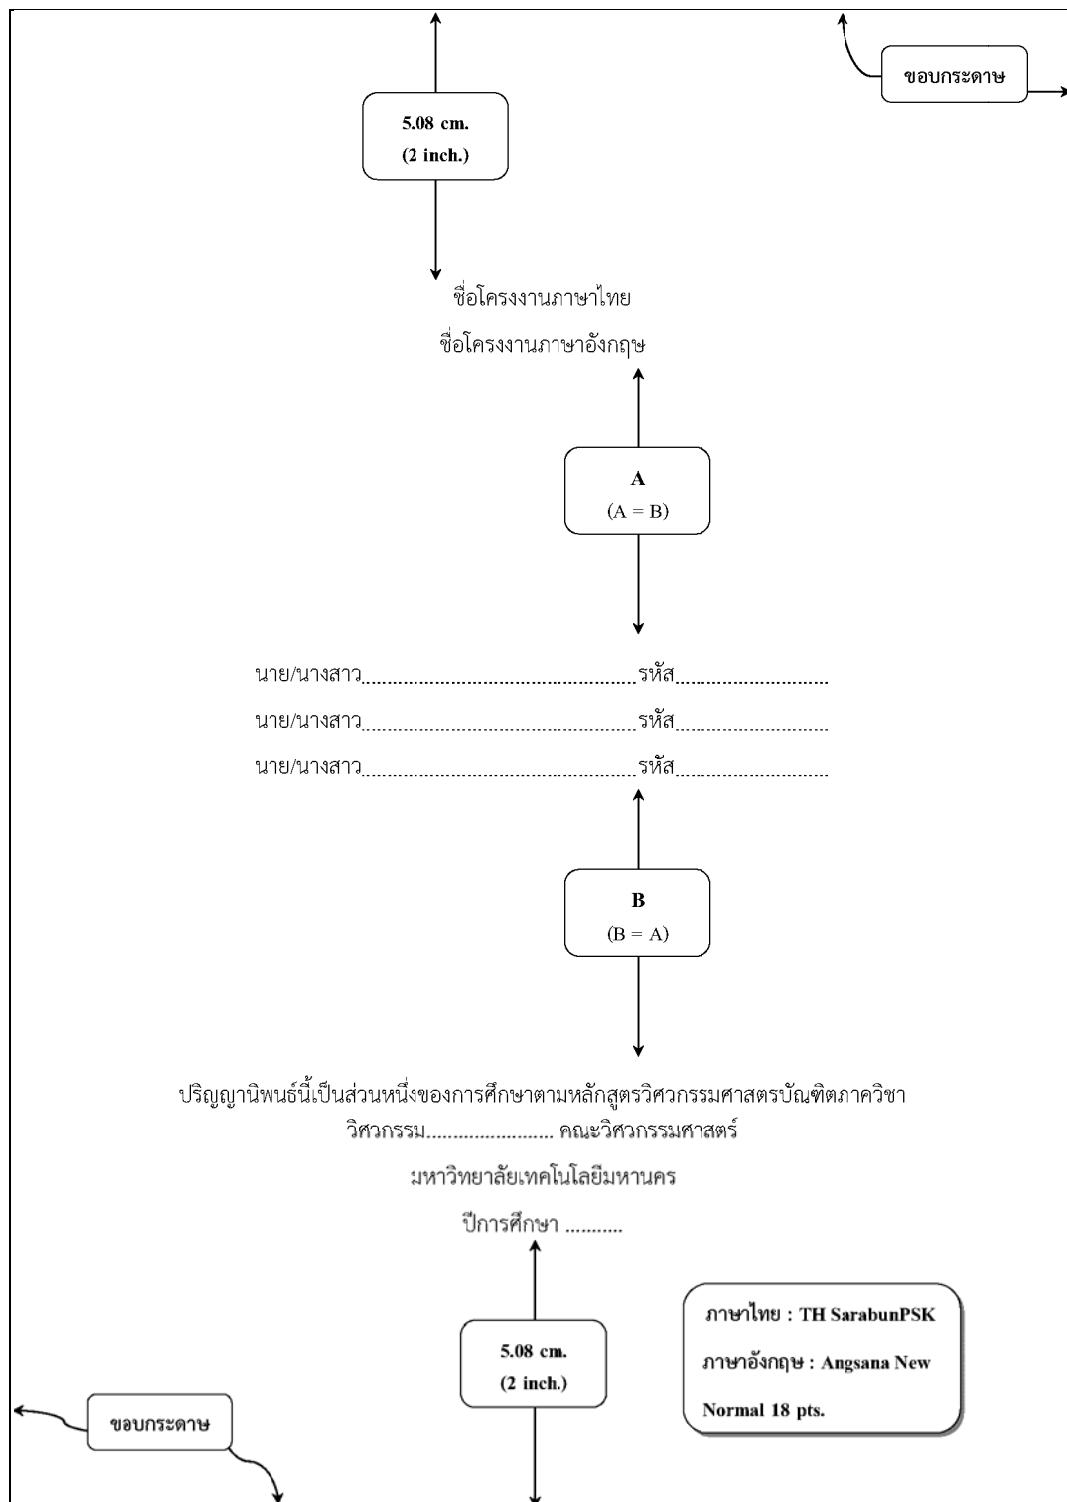 ขอบกระดาษ
5.08 cm.
(2 inch.)
ชื่อโครงงานภาษาไทย
ชื่อโครงงานภาษาอังกฤษ
A
(A = B)
นาย/นางสาว.............................................................รหัส..................................
นาย/นางสาว.............................................................รหัส..................................
นาย/นางสาว.............................................................รหัส..................................
B
(B = A)
ปริญญานิพนธ์นี้เป็นส่วนหนึ่งของการศึกษาตามหลักสูตรวิศวกรรมศาสตรบัณฑิตภาควิชา
วิศวกรรม........................ คณะวิศวกรรมศาสตร์
มหาวิทยาลัยเทคโนโลยีมหานคร
ปีการศึกษา ...........
5.08 cm.
(2 inch.)
ภาษาไทย : TH SarabunPSK
ภาษาอังกฤษ : Angsana New
Normal 18 pts.
ขอบกระดาษ